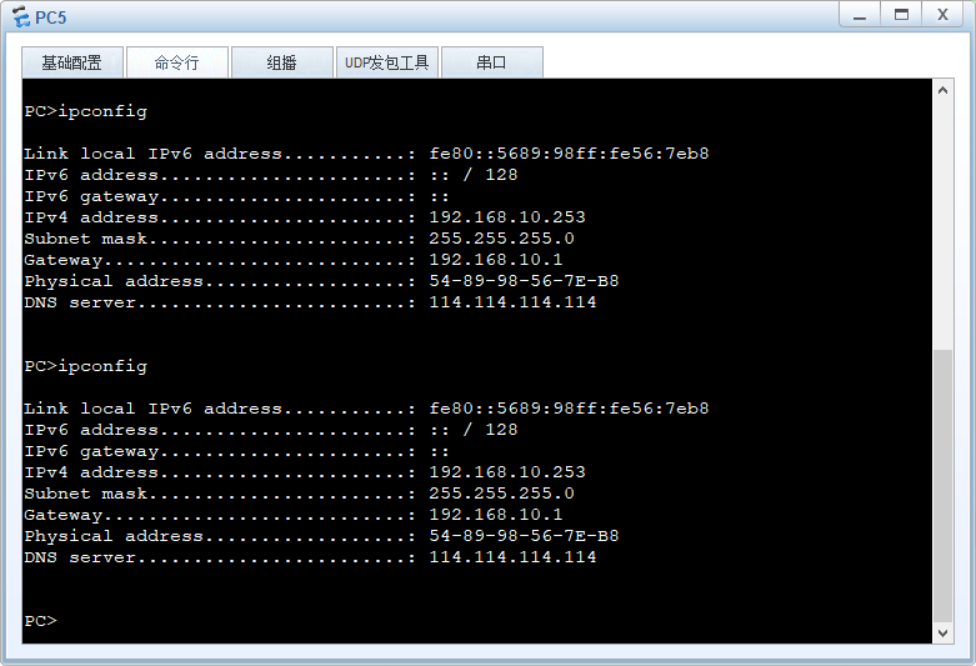 PC5
基础配置 命令行 组播 UDP发包工具 串口
PC>ipconfig
Link local IPv6 address...........: fe80::5689:98ff:fe56:7eb8
IPv6 address......................: :: / 128
IPv6 gateway......................: ::
IPv4 address......................: 192.168.10.253
Subnet mask.......................: 255.255.255.0
Gateway...........................: 192.168.10.1
Physical address..................: 54-89-98-56-7E-B8
DNS server........................: 114.114.114.114
PC>ipconfig
Link local IPv6 address...........: fe80::5689:98ff:fe56:7eb8
IPv6 address......................: :: / 128
IPv6 gateway......................: ::
IPv4 address......................: 192.168.10.253
Subnet mask.......................: 255.255.255.0
Gateway...........................: 192.168.10.1
Physical address..................: 54-89-98-56-7E-B8
DNS server........................: 114.114.114.114
PC>